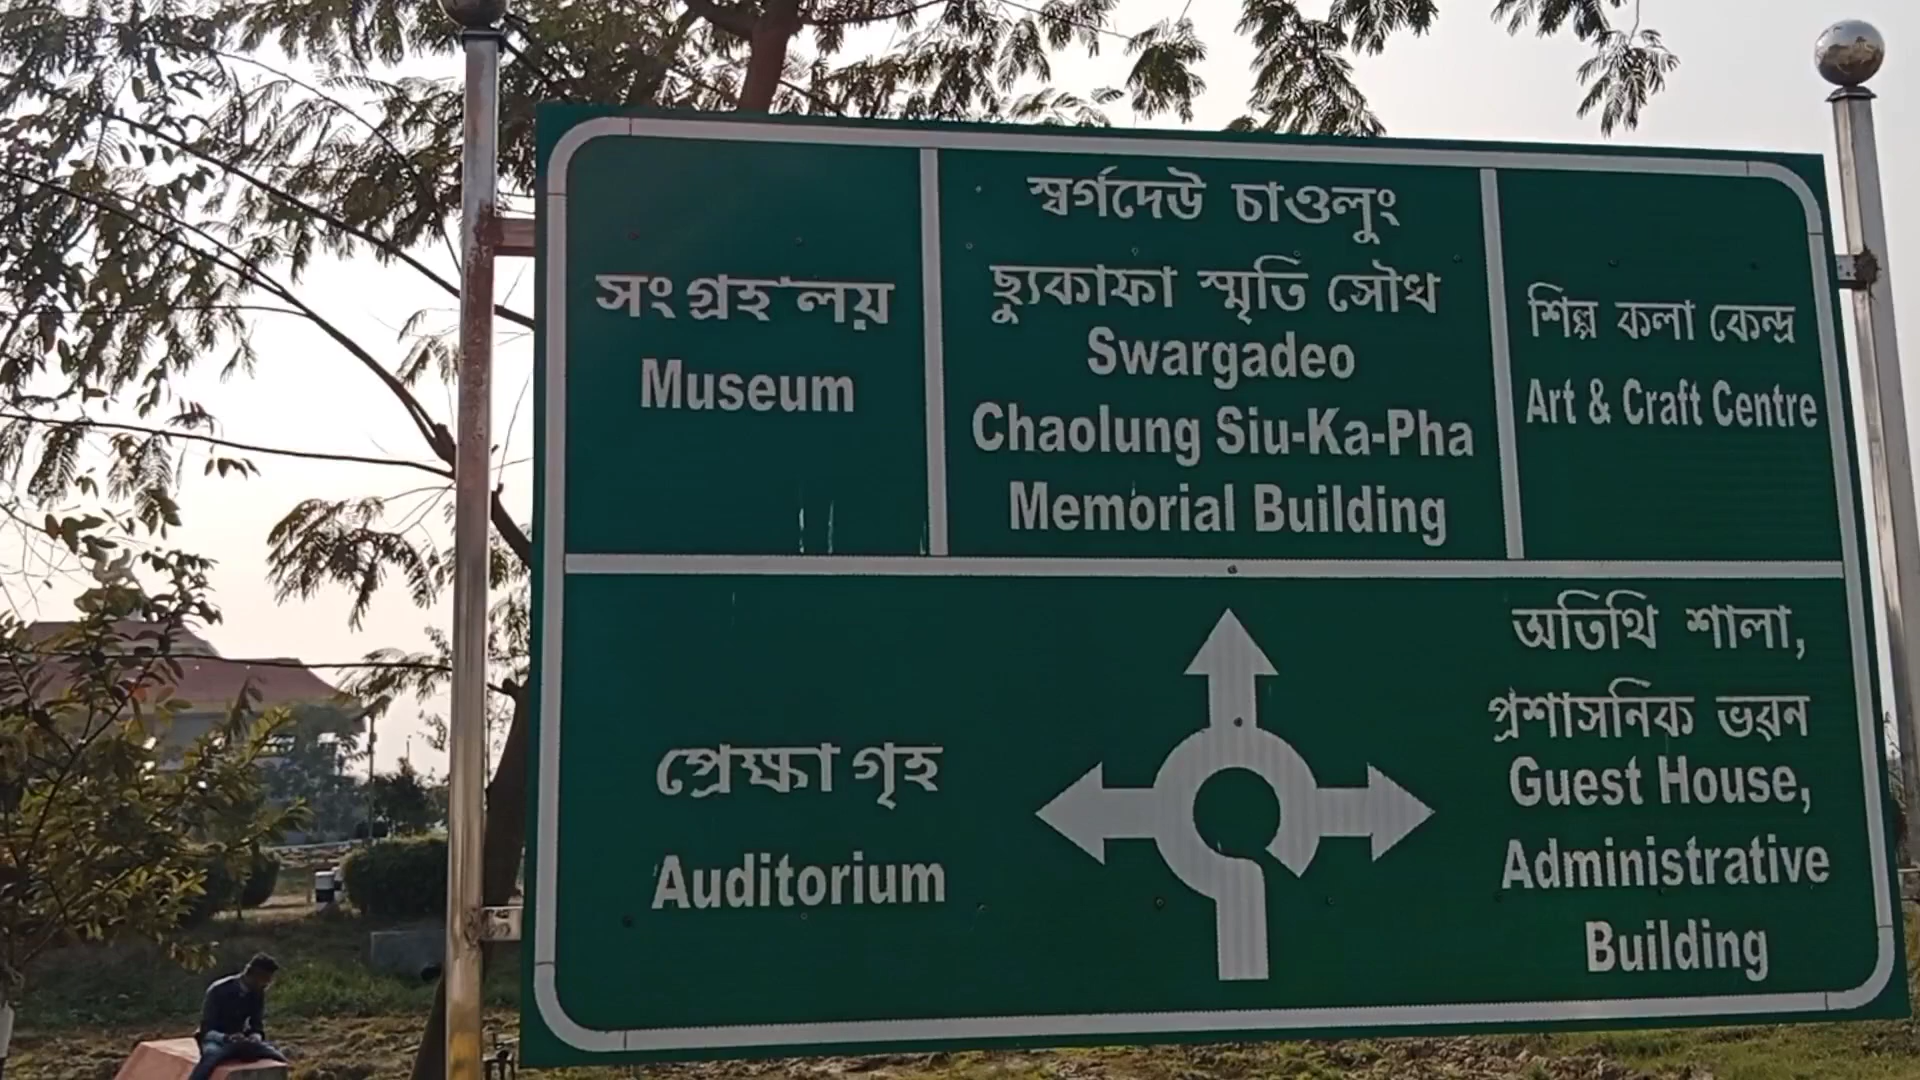 সংগ্ৰহালয়
Museum
স্বৰ্গদেউ চাওলুং
ছ্যুকাফা স্মৃতি সৌধ
Swargadeo
Chaolung Siu-Ka-Pha
Memorial Building
শিল্প কলা কেন্দ্ৰ
Art & Craft Centre
প্ৰেক্ষা গৃহ
Auditorium
অতিথি শালা,
প্ৰশাসনিক ভৱন
Guest House,
Administrative
Building